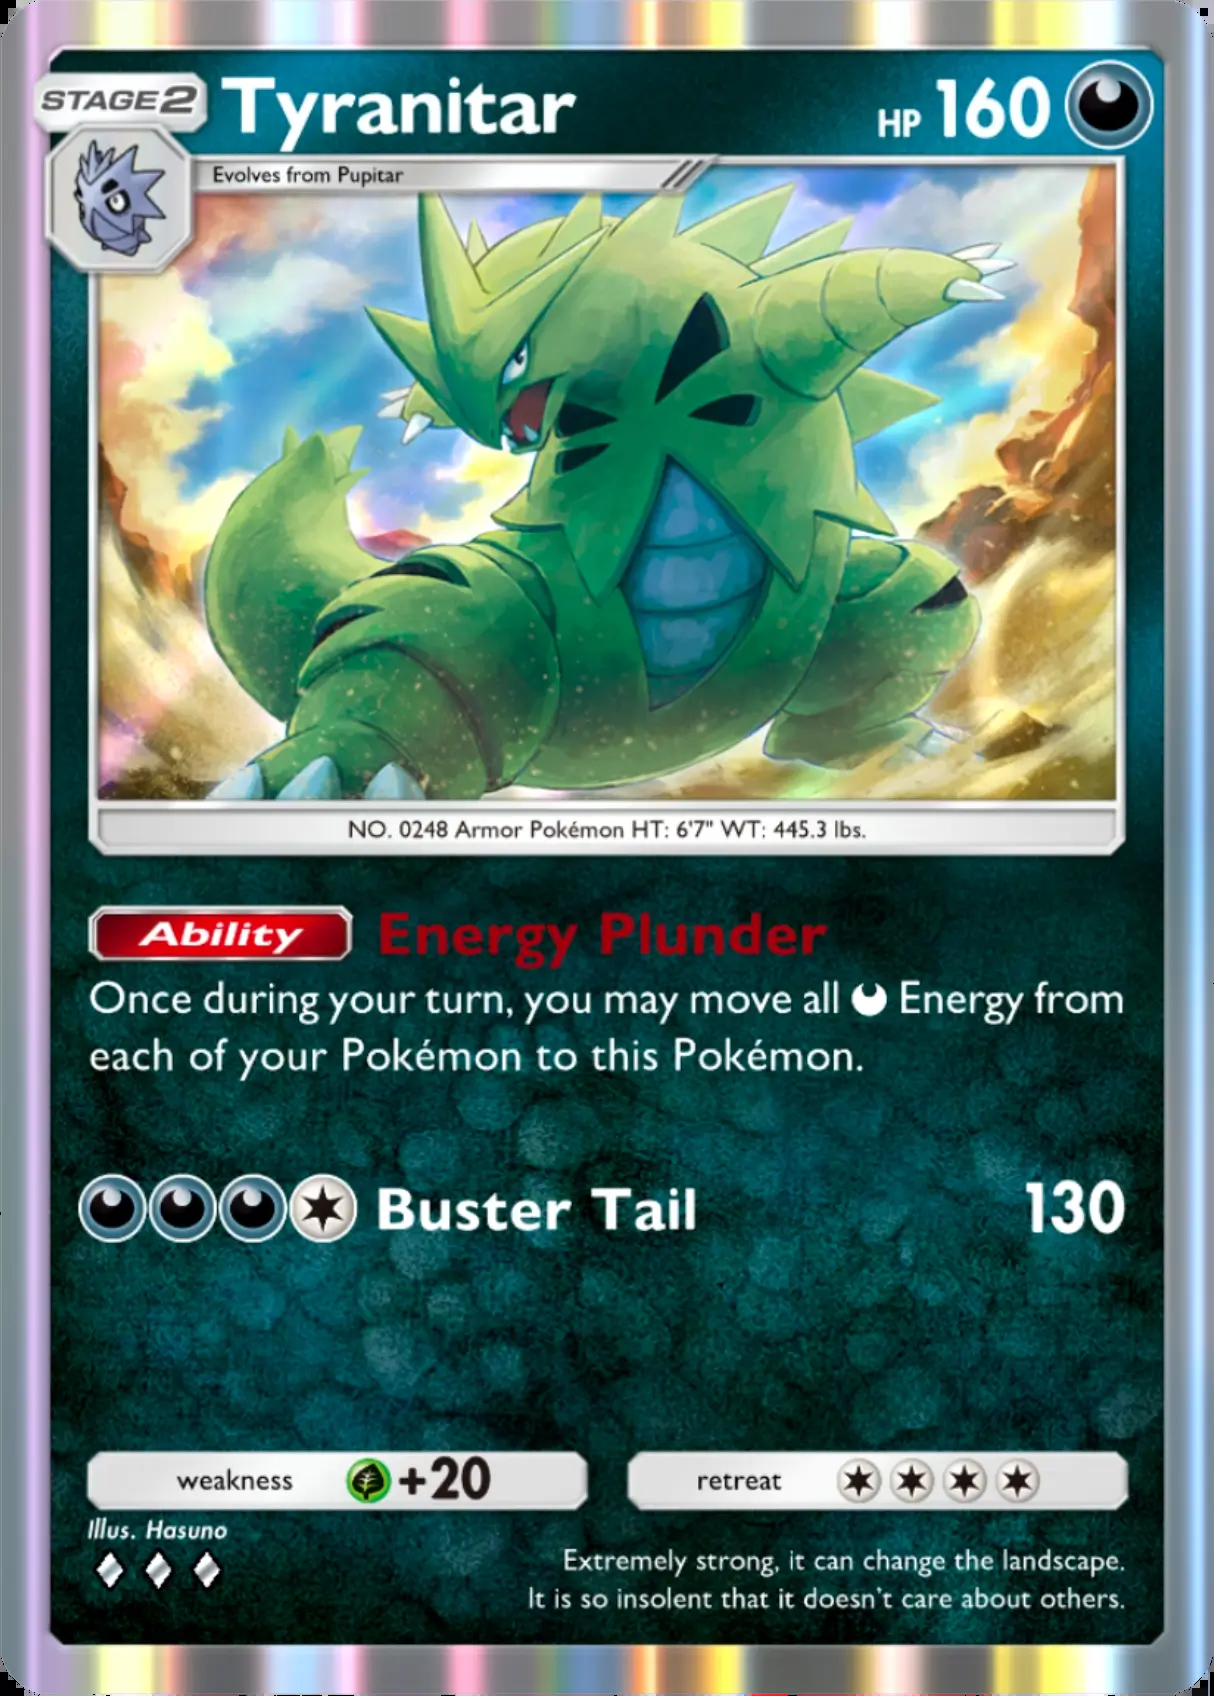 STAGE2 Tyranitar HP 160
Evolves from Pupitar
NO. 0248 Armor Pokémon HT: 6'7" WT: 445.3 lbs.
Ability Energy Plunder
Once during your turn, you may move all Energy from
each of your Pokémon to this Pokémon.
Buster Tail 130
weakness +20 retreat
Illus. Hasuno
Extremely strong, it can change the landscape.
It is so insolent that it doesn't care about others.